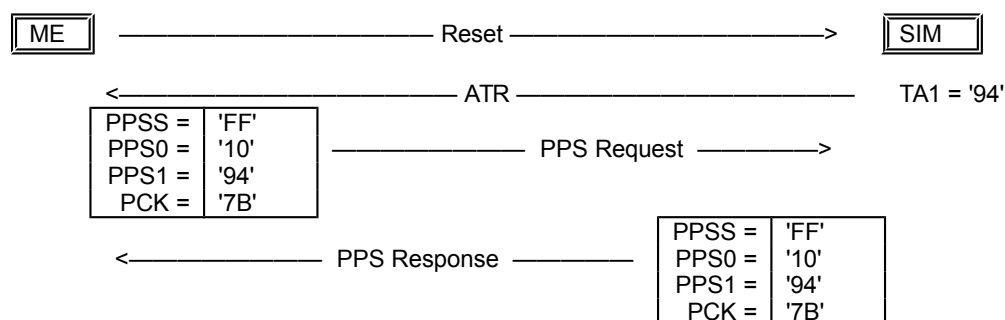 ME Reset SIM
ATR TA1 = '94'
PPSS = 'FF'
PPS0 = '10' PPS Request
PPS1 = '94'
PCK = '7B'
PPSS = 'FF'
PPS Response PPS0 = '10'
PPS1 = '94'
PCK = '7B'